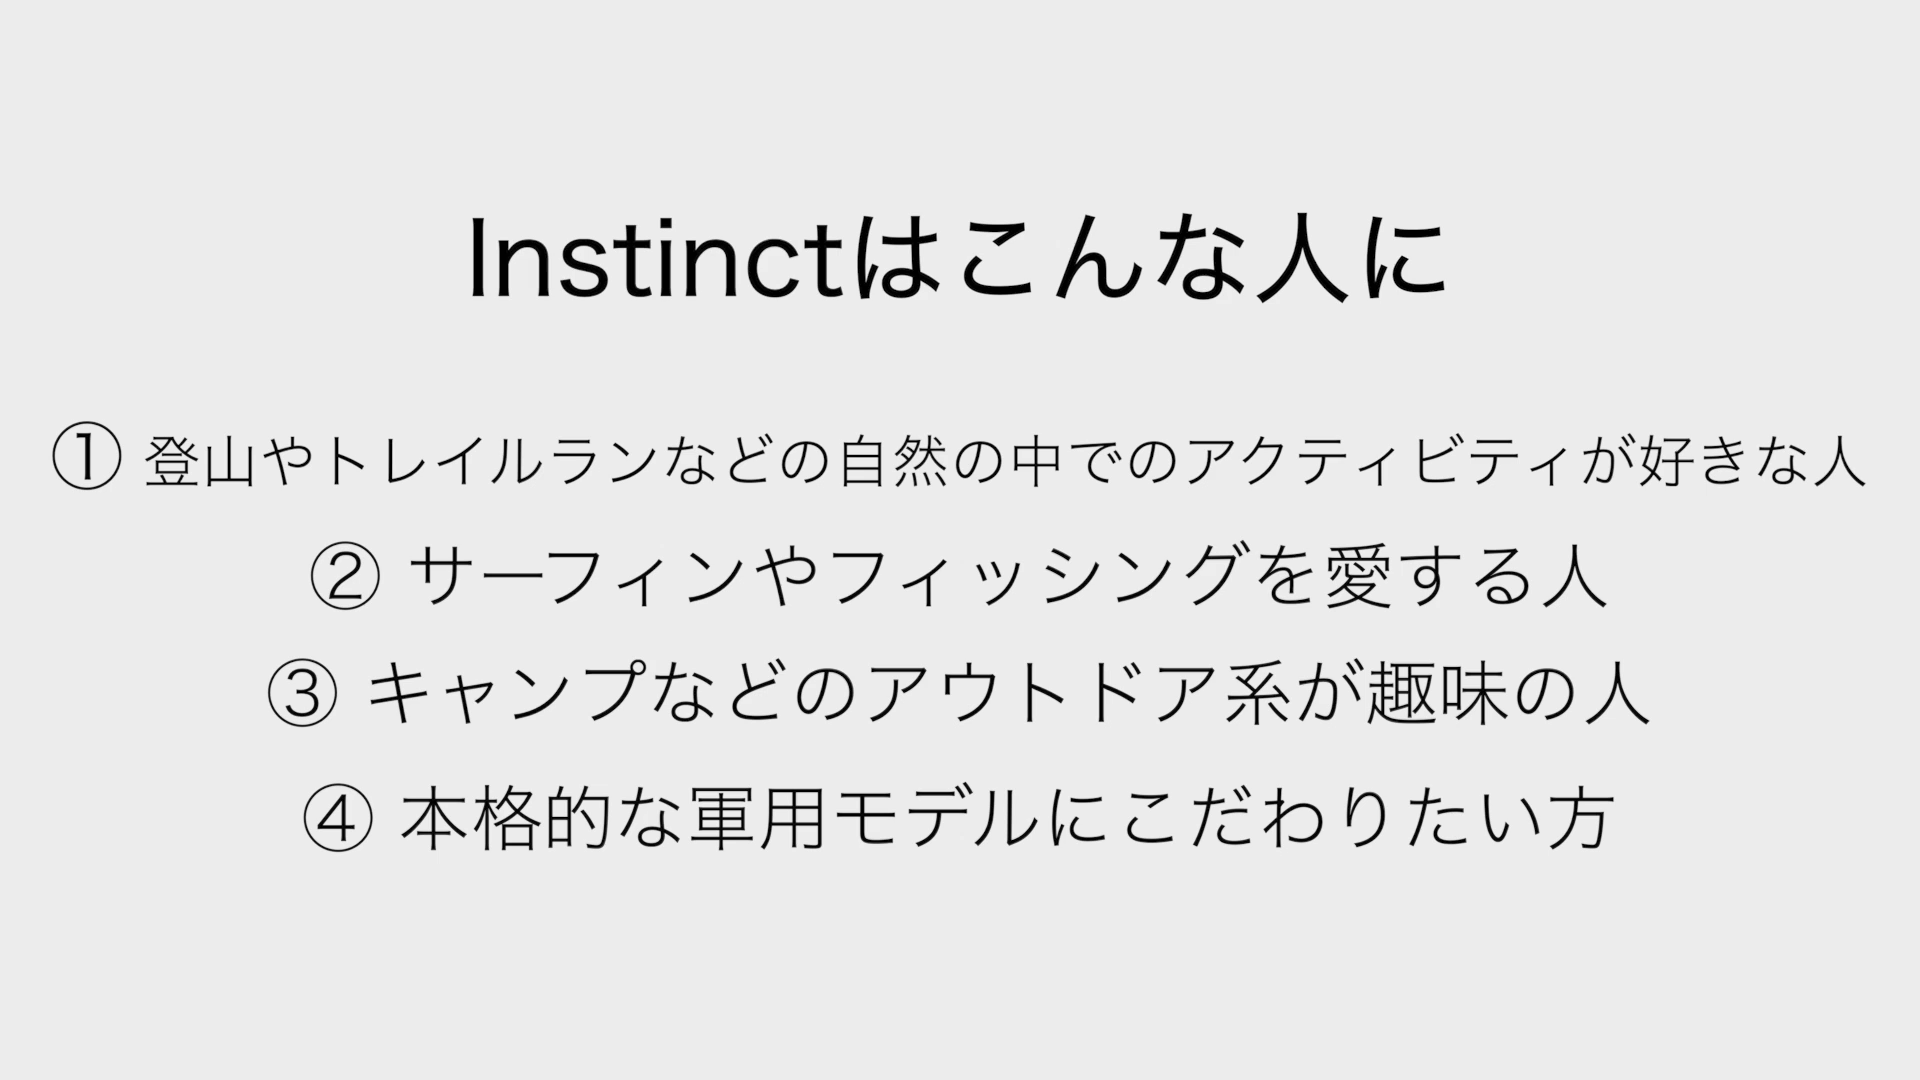 Instinctはこんな人に
① 登山やトレイルランなどの自然の中でのアクティビティが好きな人
② サーフィンやフィッシングを愛する人
③ キャンプなどのアウトドア系が趣味の人
④ 本格的な軍用モデルにこだわりたい方